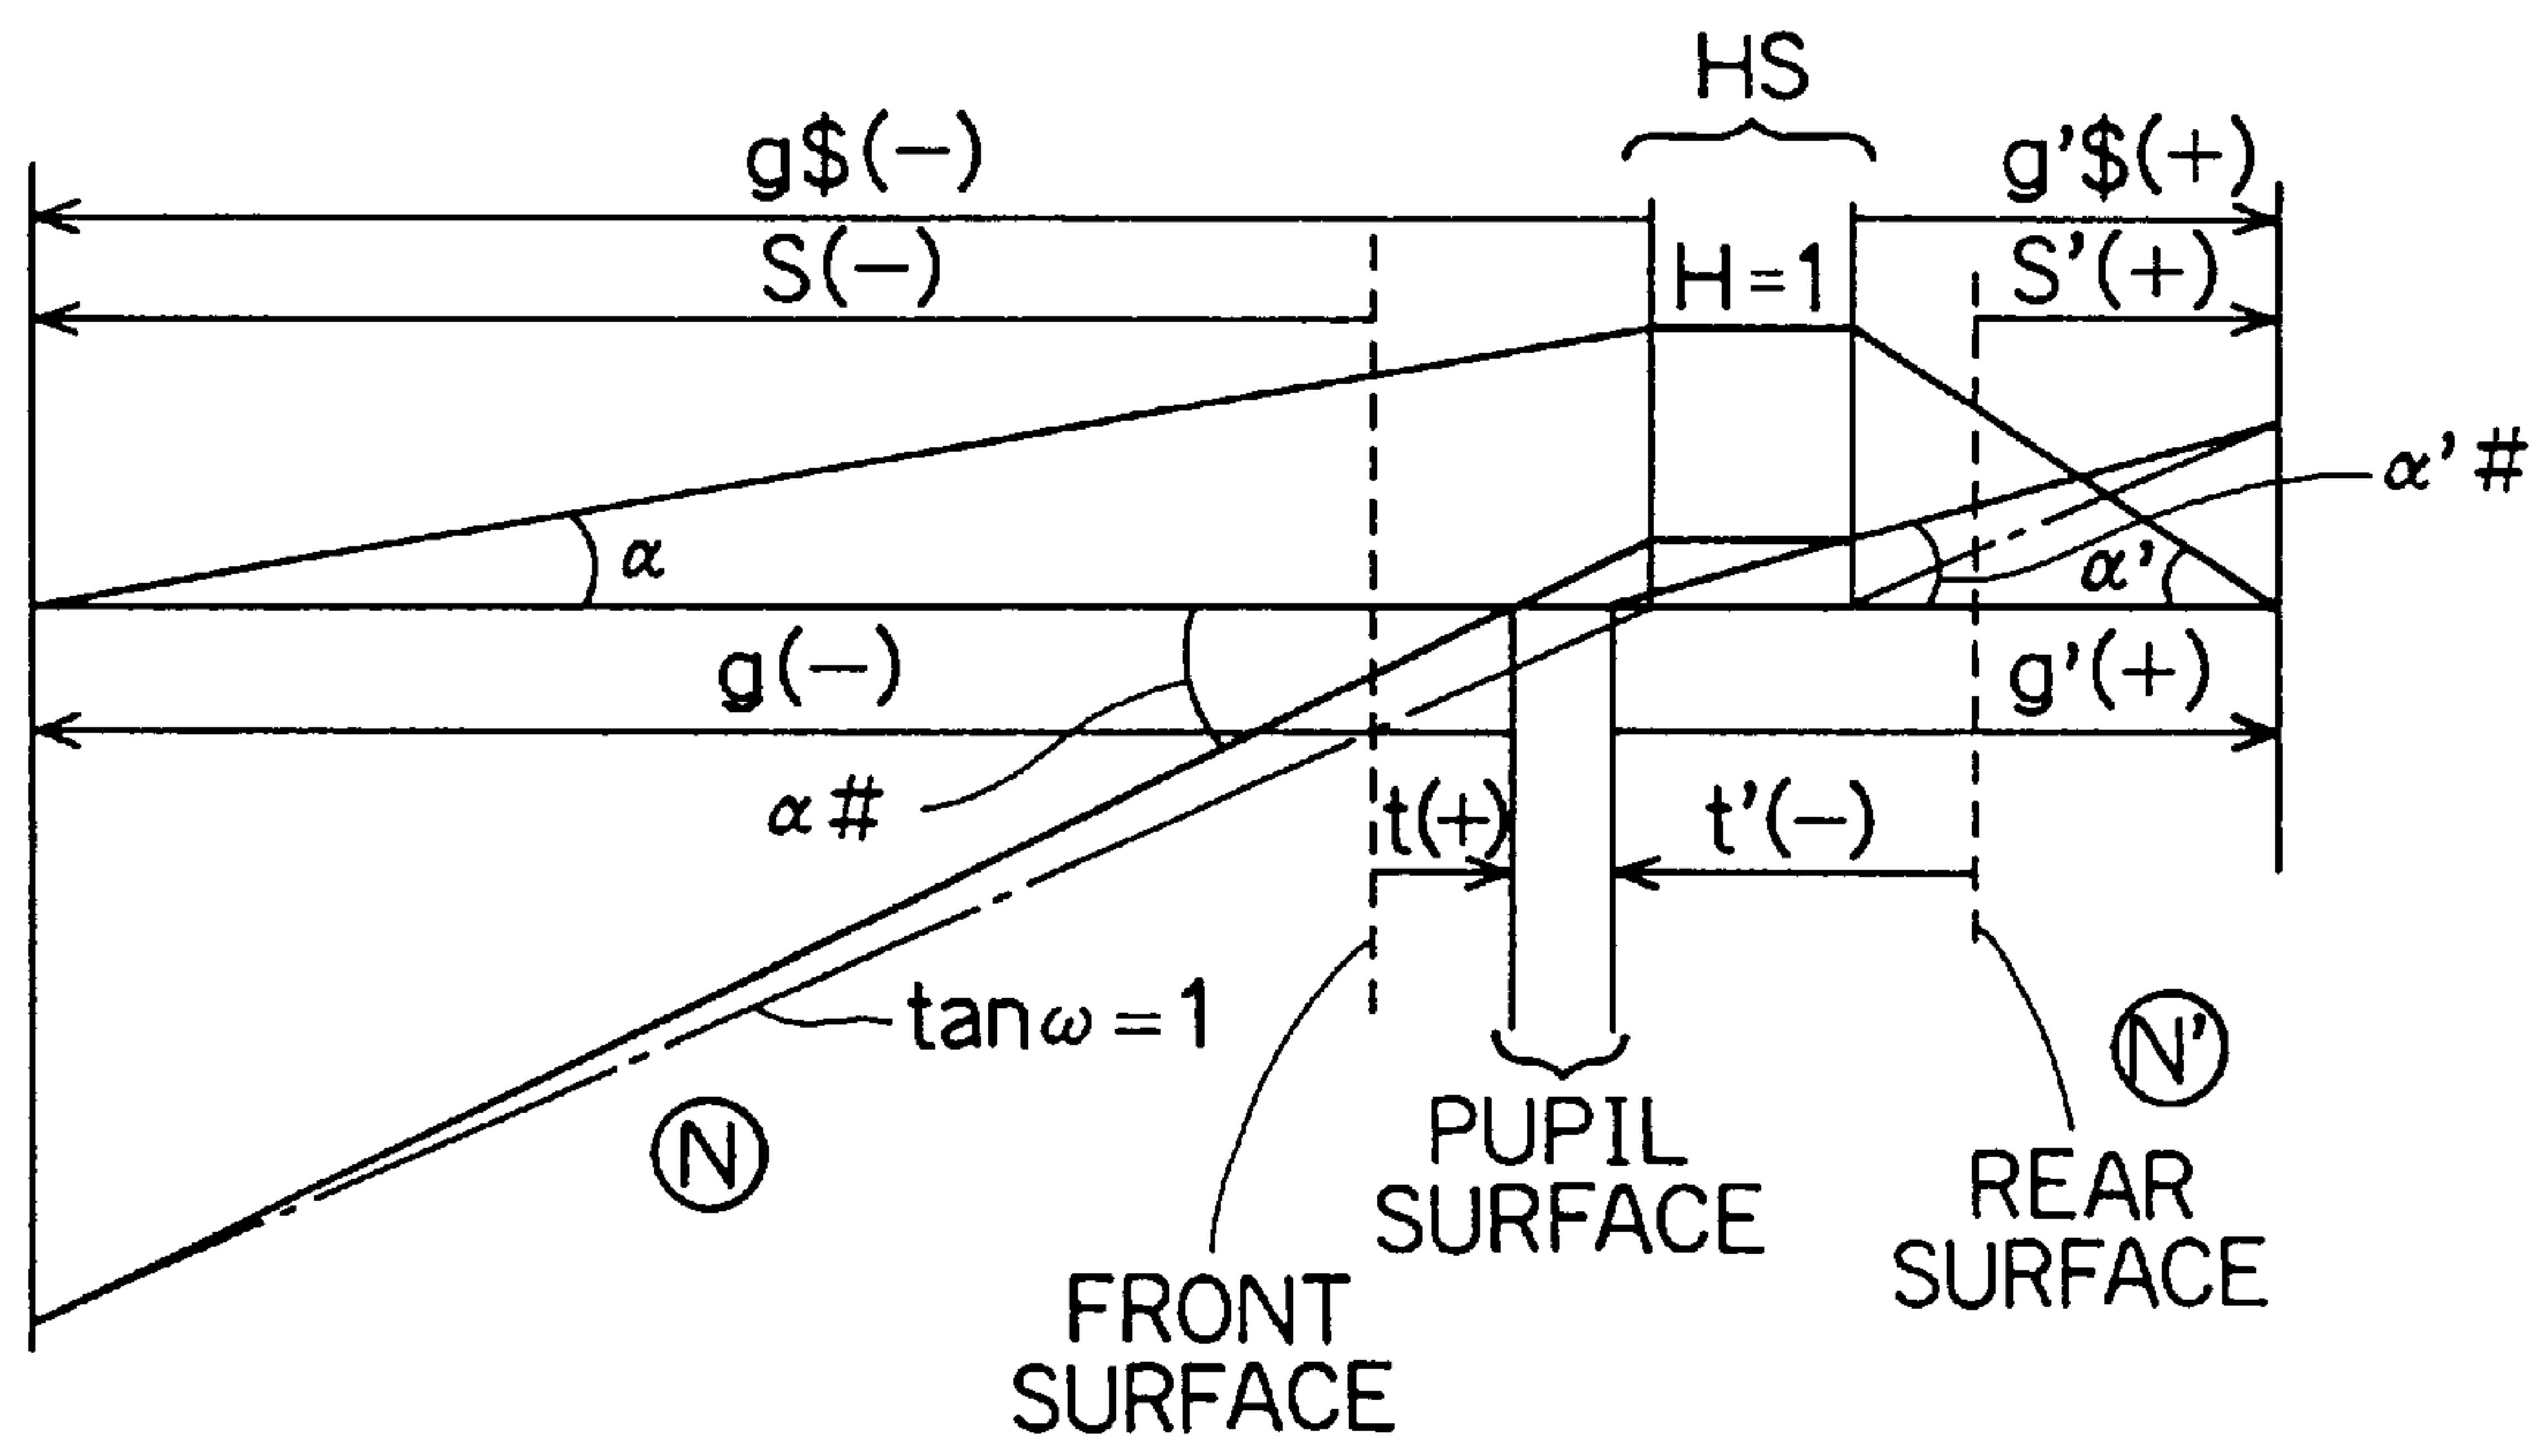 HS
g$(−)
g'$(+)
S(−)
H=1
S'(+)
α'#
α
α'
g(−)
g'(+)
α#
t(+)
t'(−)
tanω=1
N
N'
PUPIL
SURFACE
REAR
SURFACE
FRONT
SURFACE